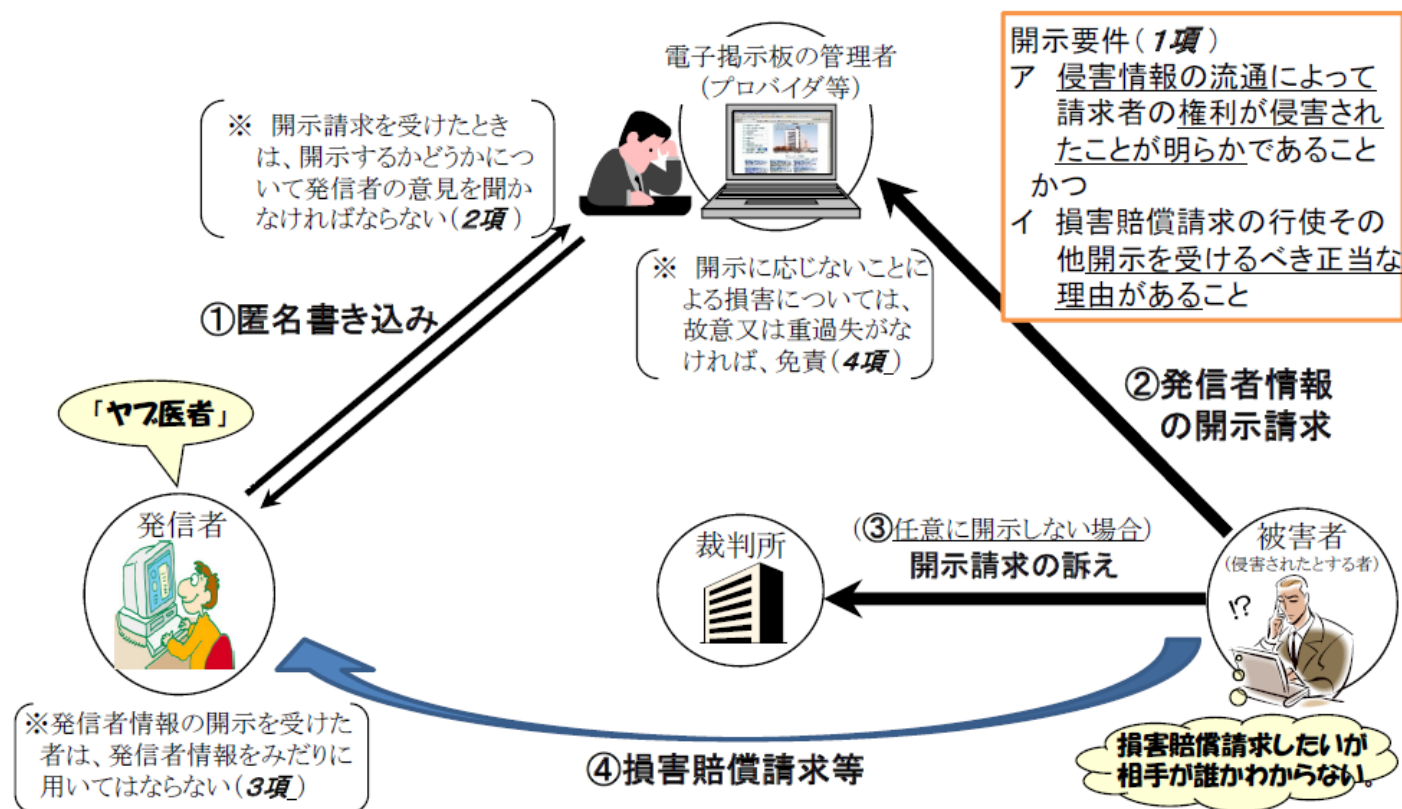 電子掲示板の管理者
(プロバイダ等)
開示要件(1項)
ア 侵害情報の流通によって
請求者の権利が侵害され
たことが明らかであること
かつ
イ 損害賠償請求の行使その
他開示を受けるべき正当な
理由があること
※ 開示請求を受けたとき
は、開示するかどうかにつ
いて発信者の意見を聞か
なければならない(2項)
※ 開示に応じないことに
よる損害については、
故意又は重過失がな
ければ、免責(4項)
①匿名書き込み
②発信者情報
の開示請求
「ヤブ医者」
発信者
裁判所
(③任意に開示しない場合)
開示請求の訴え
被害者
(侵害されたとする者)
!?
※発信者情報の開示を受けた
者は、発信者情報をみだりに
用いてはならない(3項)
④損害賠償請求等
損害賠償請求したいが
相手が誰かわからない。